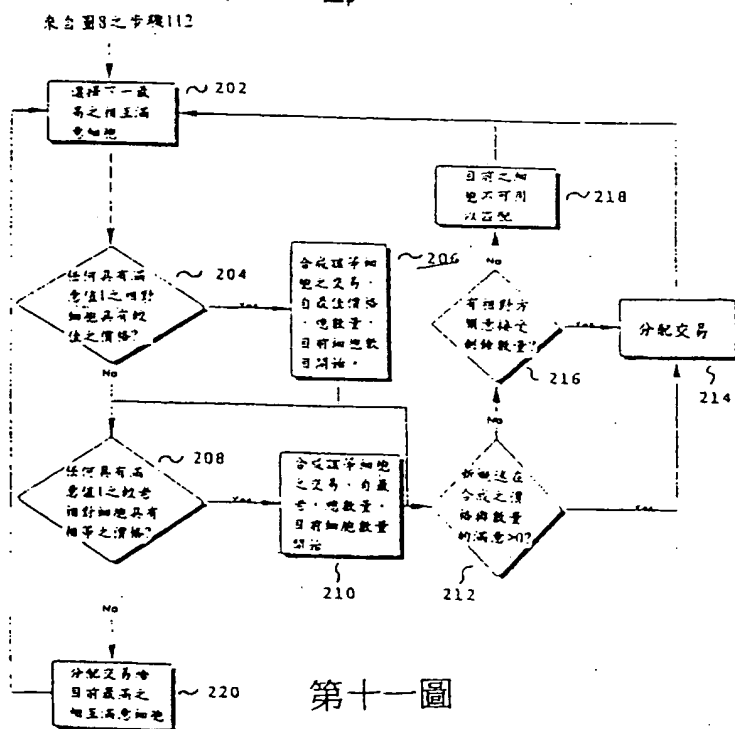 來自圖8之步驟112
選擇下一最
高之相互滿
意細胞
202
目前之細
胞不可用
以匹配
218
任何具有滿
意值1之相對
細胞具有較
值之價格?
204
Yes
No
合成該等細
胞之交易,
自最值價格
,總數量,
目前細胞數
目開始。
206
有相對方
願意接受
剩餘數量?
216
Yes
No
分配交易
214
任何具有滿
意值1之較老
相對細胞具有
相等之價格?
208
Yes
No
合成該等細胞
之交易,自最
老,總數量,
目前細胞數量
開始
210
在
合成之價
格與數量
的滿意>0?
212
Yes
No
分配交易給
目前最高之
相互滿意細胞
220
第十一圖